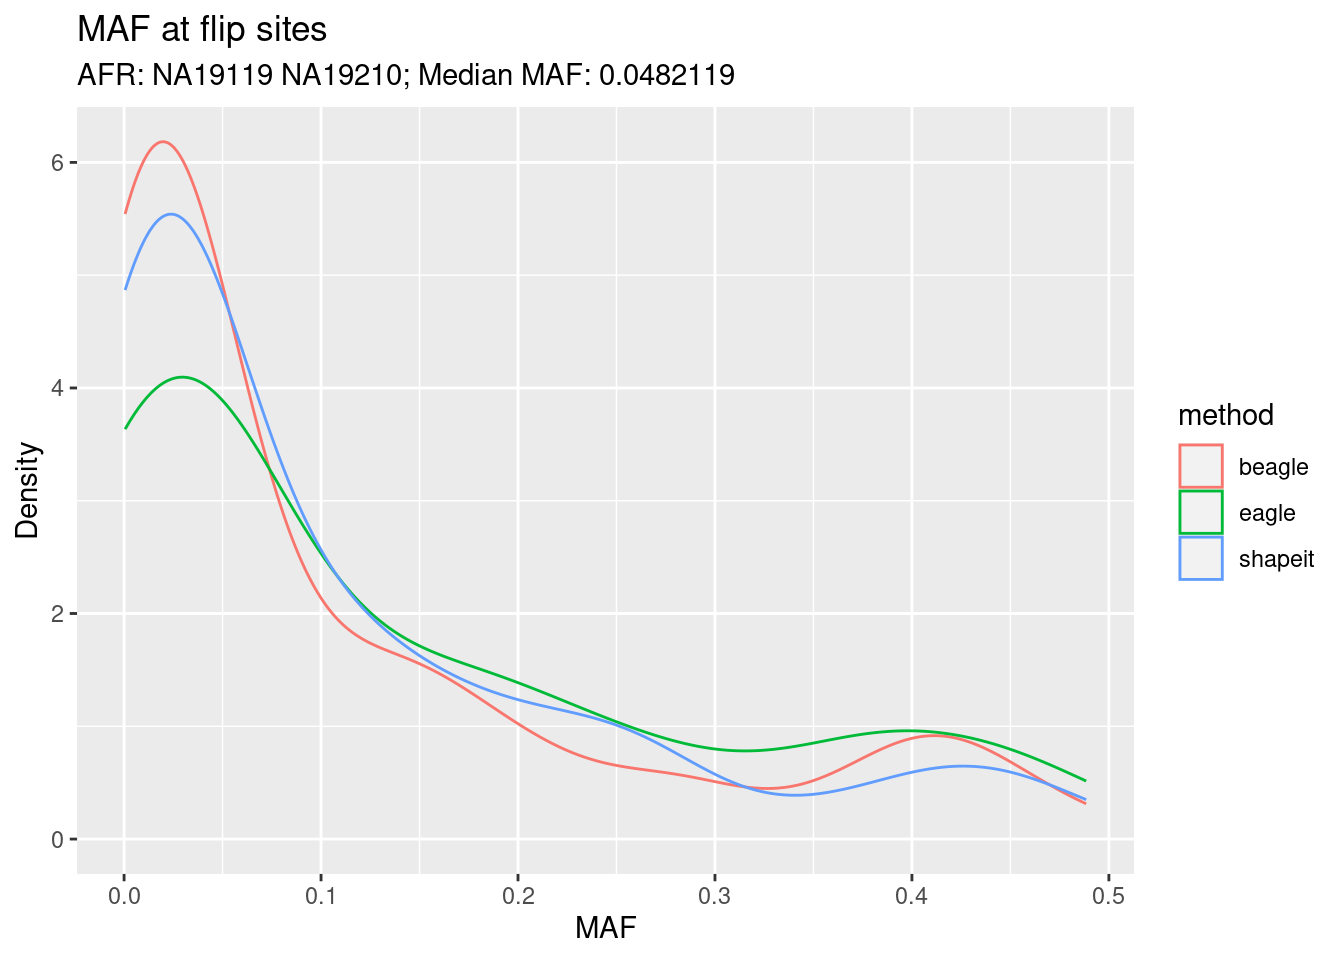 MAF at flip sites
AFR: NA19119 NA19210; Median MAF: 0.0482119
Density
6
4
2
0
0.0 0.1 0.2 0.3 0.4 0.5
MAF
method
beagle
eagle
shapeit